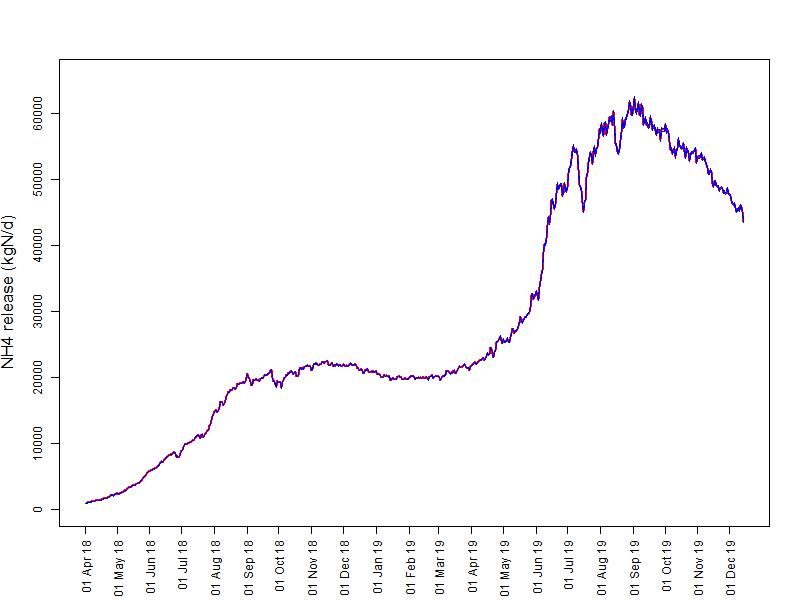 NH4 release (kgN/d)
60000
50000
40000
30000
20000
10000
0
01 Apr 18
01 May 18
01 Jun 18
01 Jul 18
01 Aug 18
01 Sep 18
01 Oct 18
01 Nov 18
01 Dec 18
01 Jan 19
01 Feb 19
01 Mar 19
01 Apr 19
01 May 19
01 Jun 19
01 Jul 19
01 Aug 19
01 Sep 19
01 Oct 19
01 Nov 19
01 Dec 19